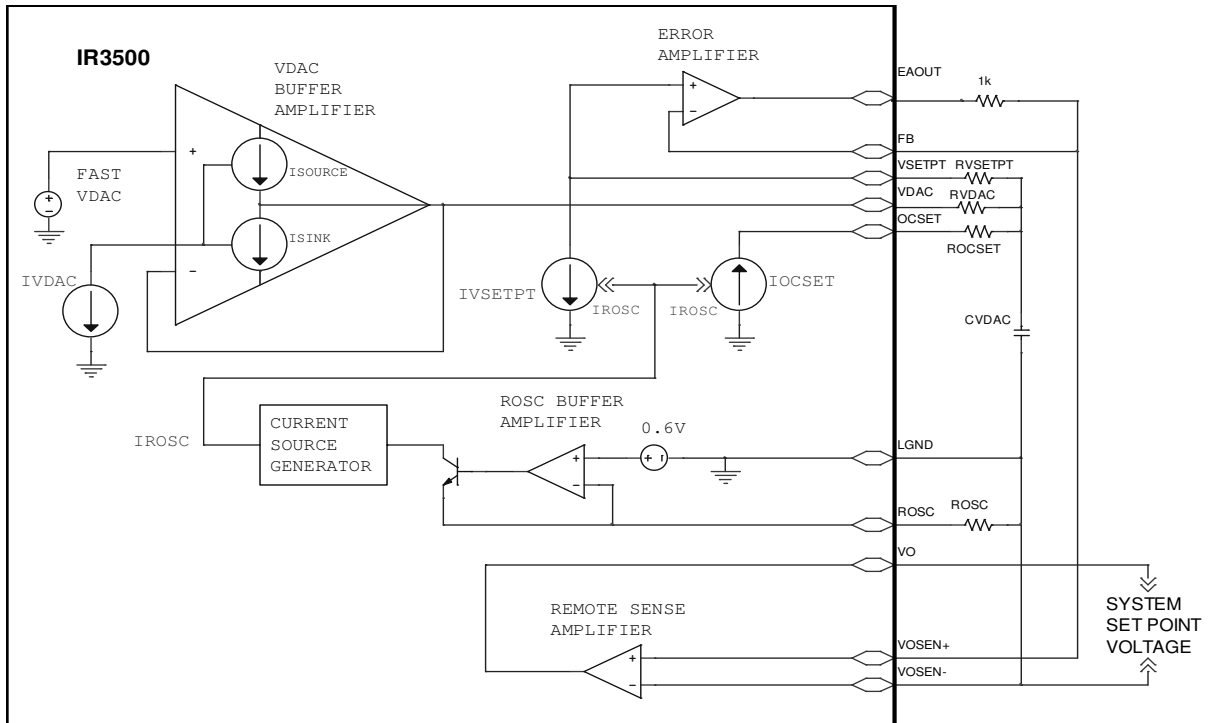 IR3500
VDAC
BUFFER
AMPLIFIER
ERROR
AMPLIFIER
EAOUT
1k
+
-
FB
+
ISOURCE
VSETPT
RVSETPT
FAST
VDAC
VDAC
RVDAC
+
-
OCSET
ROCSET
ISINK
-
IVDAC
IVSETPT
IROSC
IROSC
IOCSET
CVDAC
ROSC BUFFER
AMPLIFIER
0.6V
IROSC
CURRENT
SOURCE
GENERATOR
+
-
+ -
LGND
ROSC
ROSC
VO
REMOTE SENSE
AMPLIFIER
SYSTEM
SET POINT
VOLTAGE
+
-
VOSEN+
VOSEN-